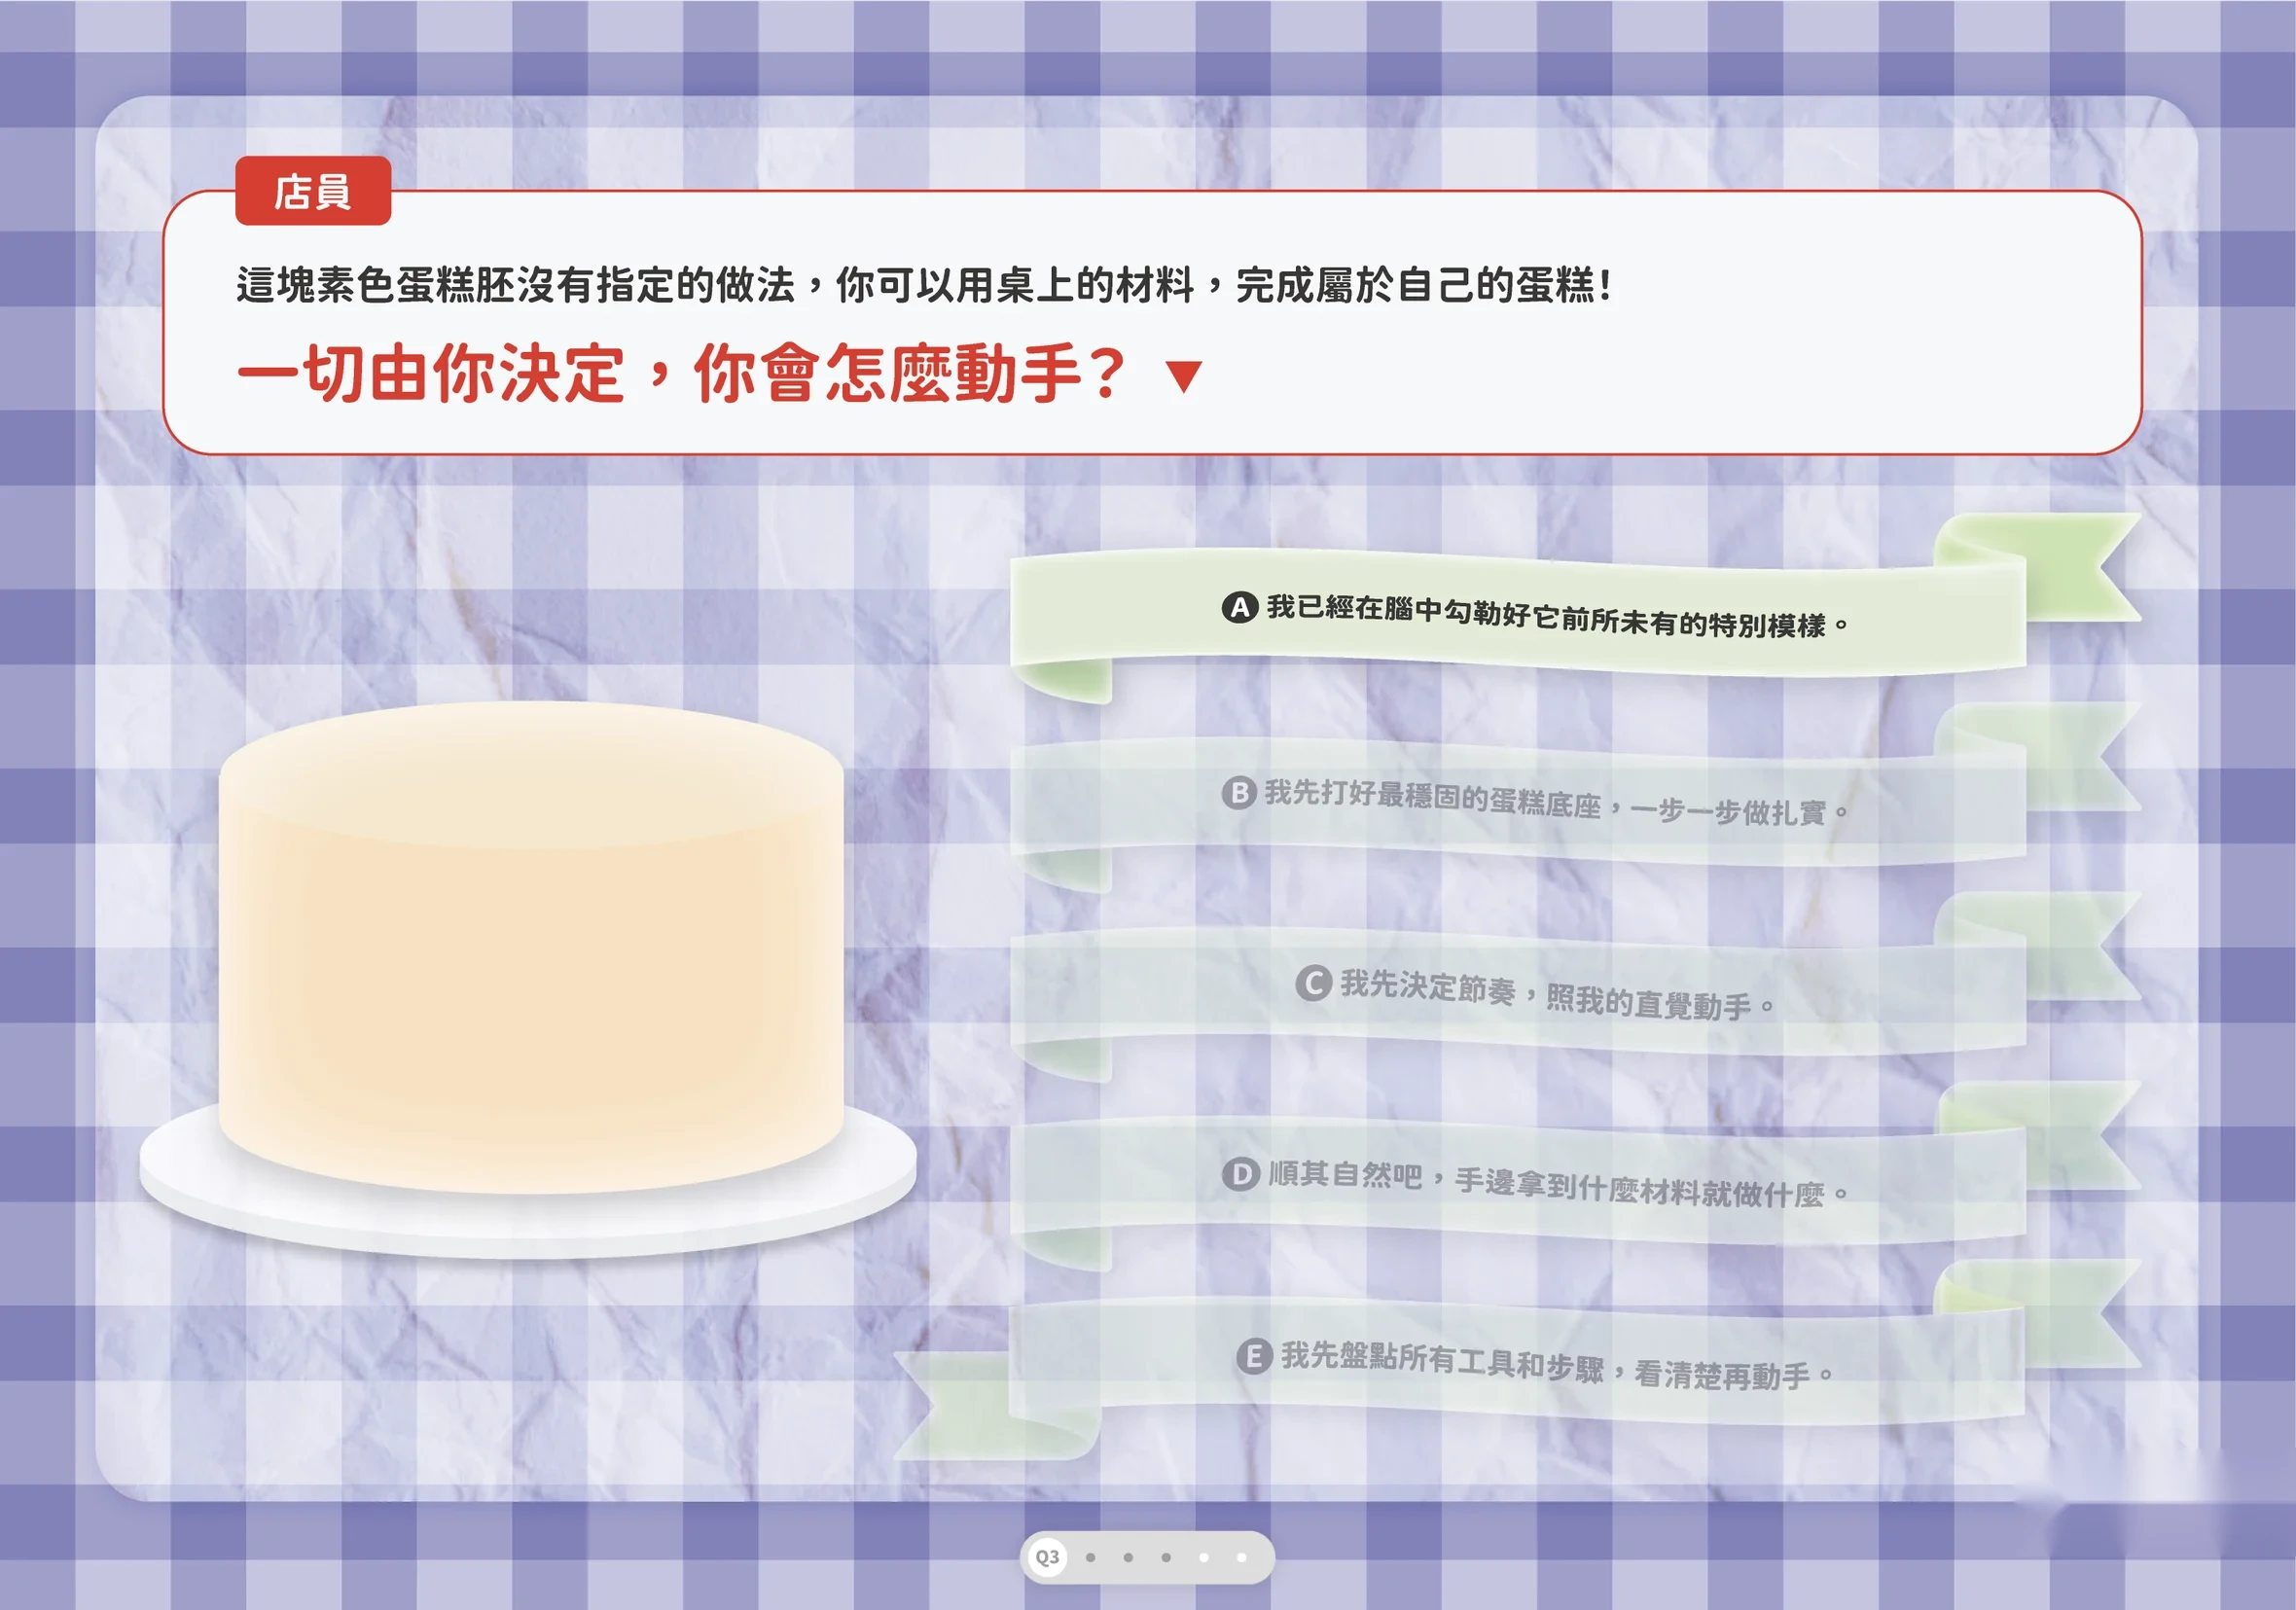 店員
這塊素色蛋糕胚沒有指定的做法，你可以用桌上的材料，完成屬於自己的蛋糕!
一切由你決定，你會怎麼動手? ▼
A 我已經在腦中勾勒好它前所未有的特別模樣。
B 我先打好最穩固的蛋糕底座，一步一步做扎實。
C 我先決定節奏，照我的直覺動手。
D 順其自然吧，手邊拿到什麼材料就做什麼。
E 我先盤點所有工具和步驟，看清楚再動手。
Q3